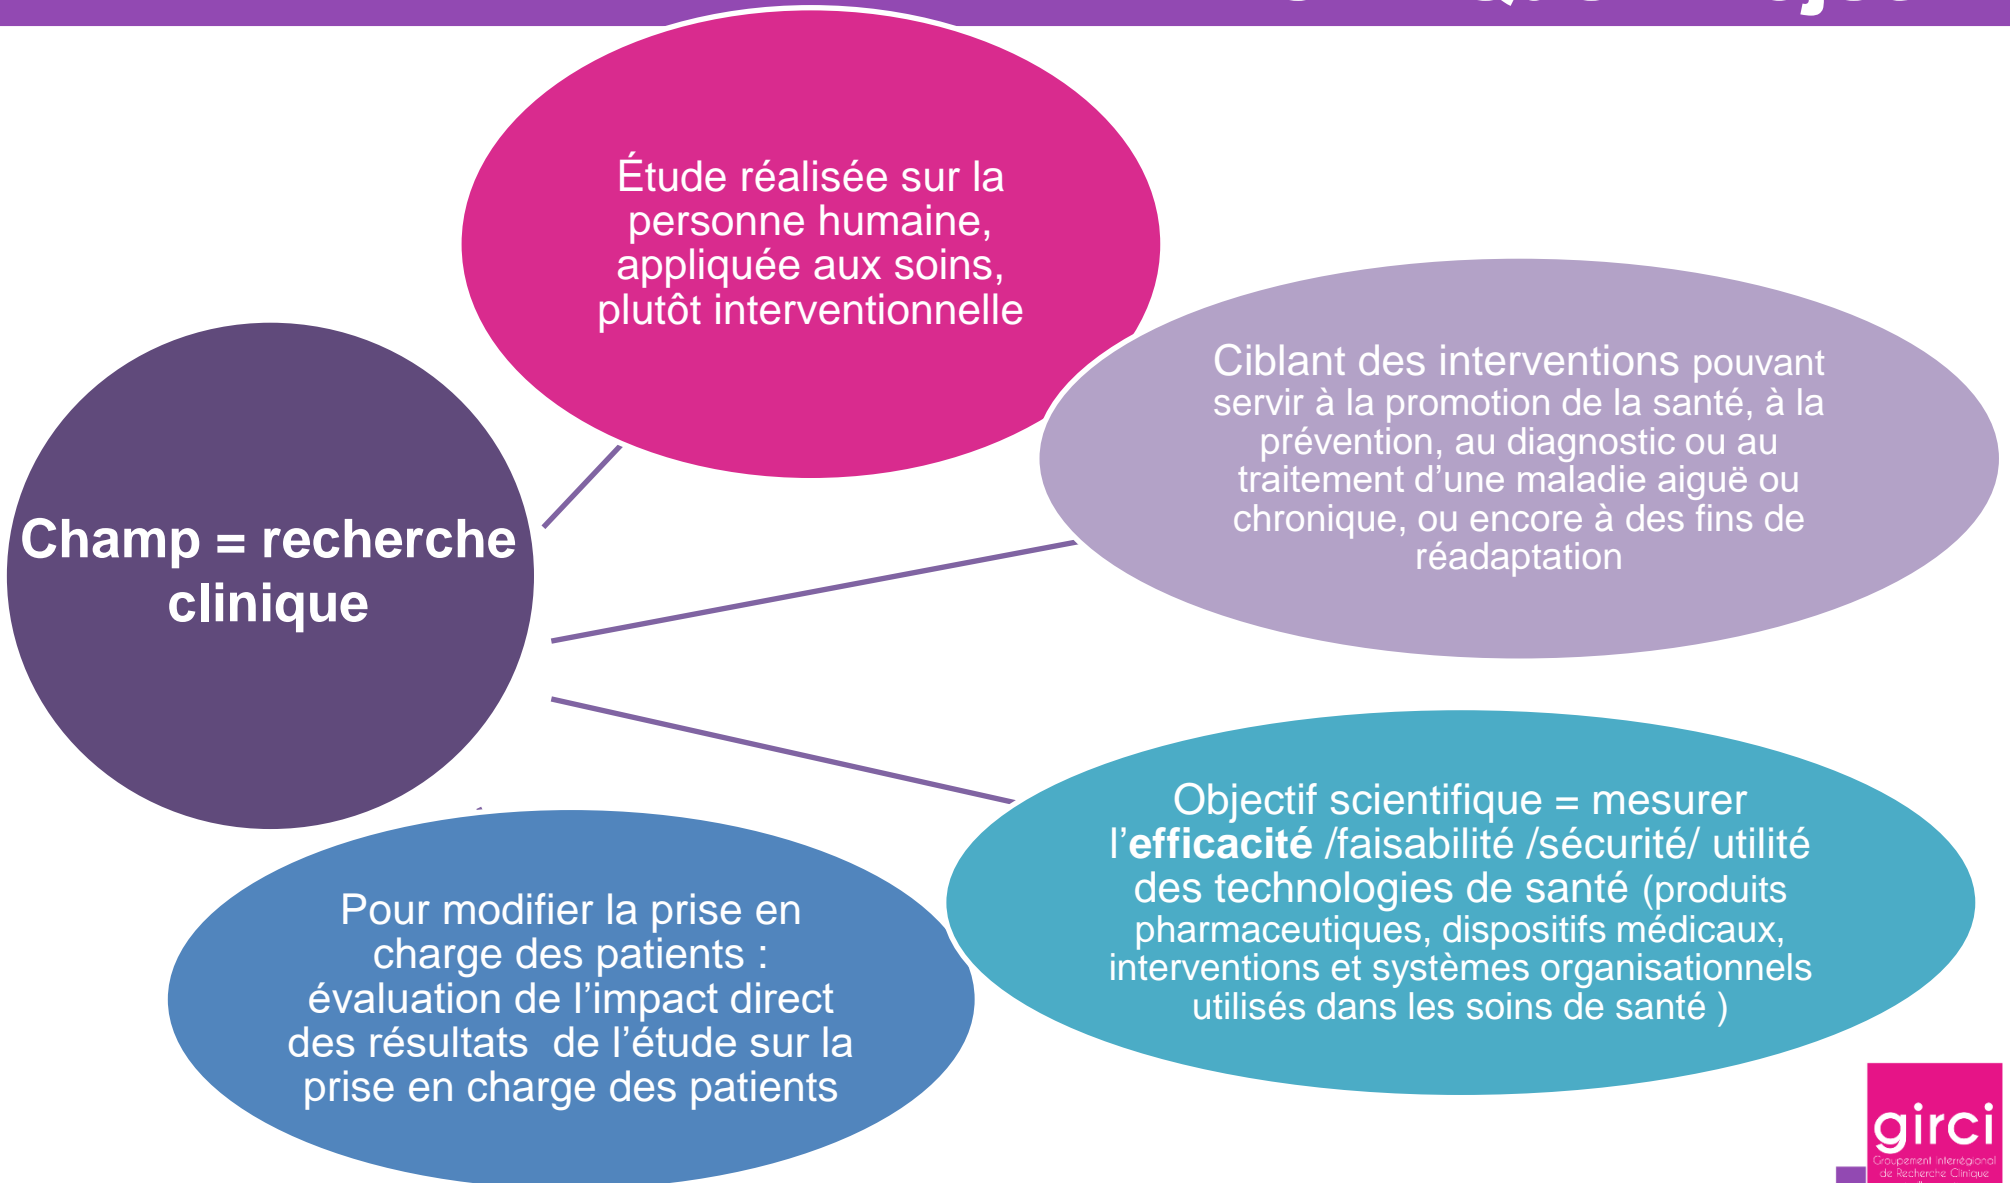 Étude réalisée sur la
personne humaine,
appliquée aux soins,
plutôt interventionnelle
Ciblant des interventions pouvant
servir à la promotion de la santé, à la
prévention, au diagnostic ou au
traitement d’une maladie aiguë ou
chronique, ou encore à des fins de
réadaptation
Champ = recherche
clinique
Objectif scientifique = mesurer
l’efficacité /faisabilité /sécurité/ utilité
des technologies de santé (produits
pharmaceutiques, dispositifs médicaux,
interventions et systèmes organisationnels
utilisés dans les soins de santé )
Pour modifier la prise en
charge des patients :
évaluation de l’impact direct
des résultats  de l’étude sur la
prise en charge des patients
girci
Groupement Interrégional
de Recherche Clinique